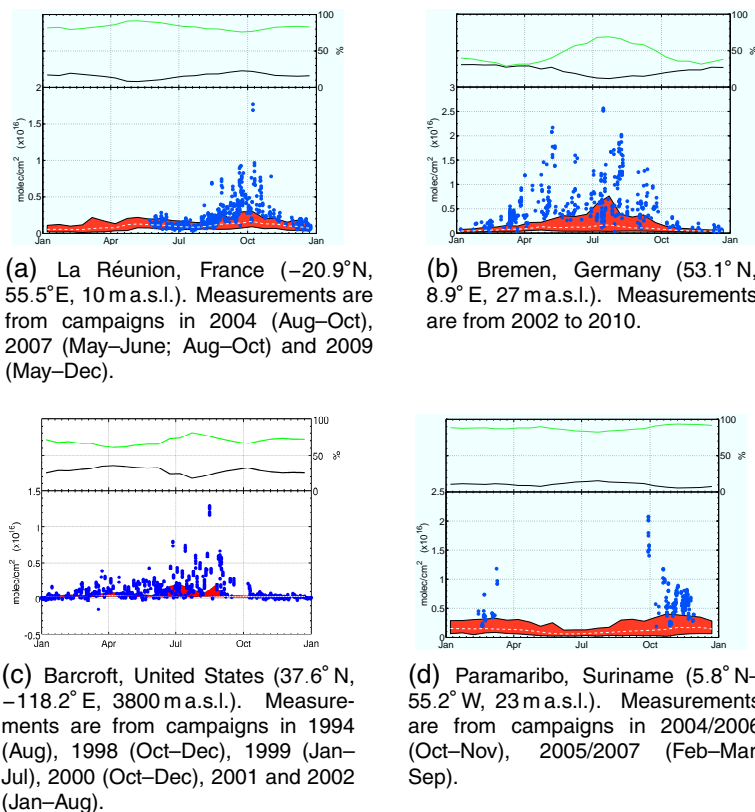 100
50
%
0
2
1.5
1
0.5
0
molec/cm² (x10¹⁶)
Jan Apr Jul Oct Jan
(a) La Réunion, France (−20.9°N,
55.5°E, 10 m a.s.l.). Measurements are
from campaigns in 2004 (Aug–Oct),
2007 (May–June; Aug–Oct) and 2009
(May–Dec).
100
50
%
0
3
2.5
2
1.5
1
0.5
0
molec/cm² (x10¹⁶)
Jan Apr Jul Oct Jan
(b) Bremen, Germany (53.1° N,
8.9° E, 27 m a.s.l.). Measurements
are from 2002 to 2010.
100
50
%
0
1.5
1
0.5
0
-0.5
molec/cm² (x10¹⁶)
Jan Apr Jul Oct Jan
(c) Barcroft, United States (37.6° N,
−118.2° E, 3800 m a.s.l.). Measure-
ments are from campaigns in 1994
(Aug), 1998 (Oct–Dec), 1999 (Jan–
Jul), 2000 (Oct–Dec), 2001 and 2002
(Jan–Aug).
100
50
%
0
2.5
2
1.5
1
0.5
0
molec/cm² (x10¹⁶)
Jan Apr Jul Oct Jan
(d) Paramaribo, Suriname (5.8° N–
55.2° W, 23 m a.s.l.). Measurements
are from campaigns in 2004/2006
(Oct–Nov), 2005/2007 (Feb–Mar
Sep).